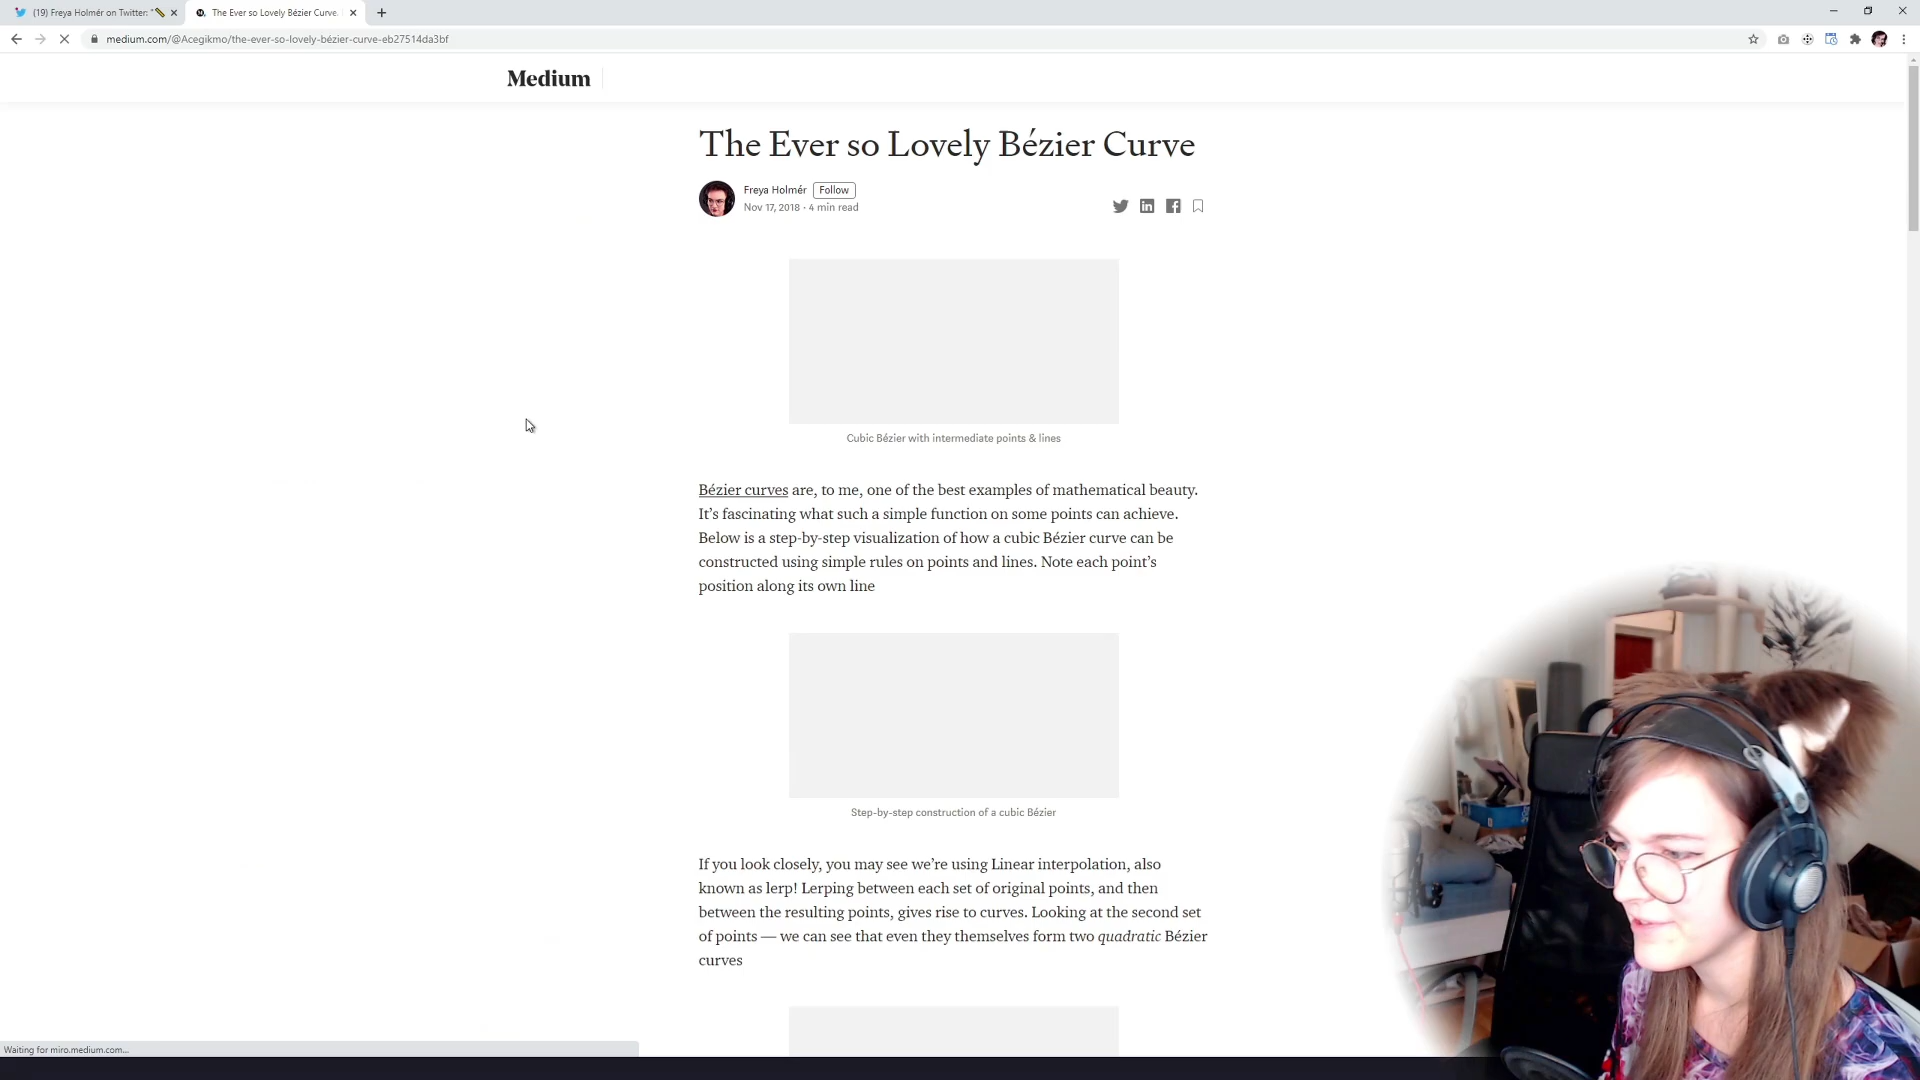 (19) Freya Holmér on Twitter: "📏
The Ever So Lovely Bézier Curve.
medium.com/@Acegikmo/the-ever-so-lovely-bézier-curve-eb27514da3bf
Medium
The Ever so Lovely Bézier Curve
Freya Holmér Follow
Nov 17, 2018 · 4 min read
Cubic Bézier with intermediate points & lines
Bézier curves are, to me, one of the best examples of mathematical beauty.
It’s fascinating what such a simple function on some points can achieve.
Below is a step-by-step visualization of how a cubic Bézier curve can be
constructed using simple rules on points and lines. Note each point’s
position along its own line
Step-by-step construction of a cubic Bézier
If you look closely, you may see we’re using Linear interpolation, also
known as lerp! Lerping between each set of original points, and then
between the resulting points, gives rise to curves. Looking at the second set
of points — we can see that even they themselves form two quadratic Bézier
curves
Waiting for miro.medium.com...